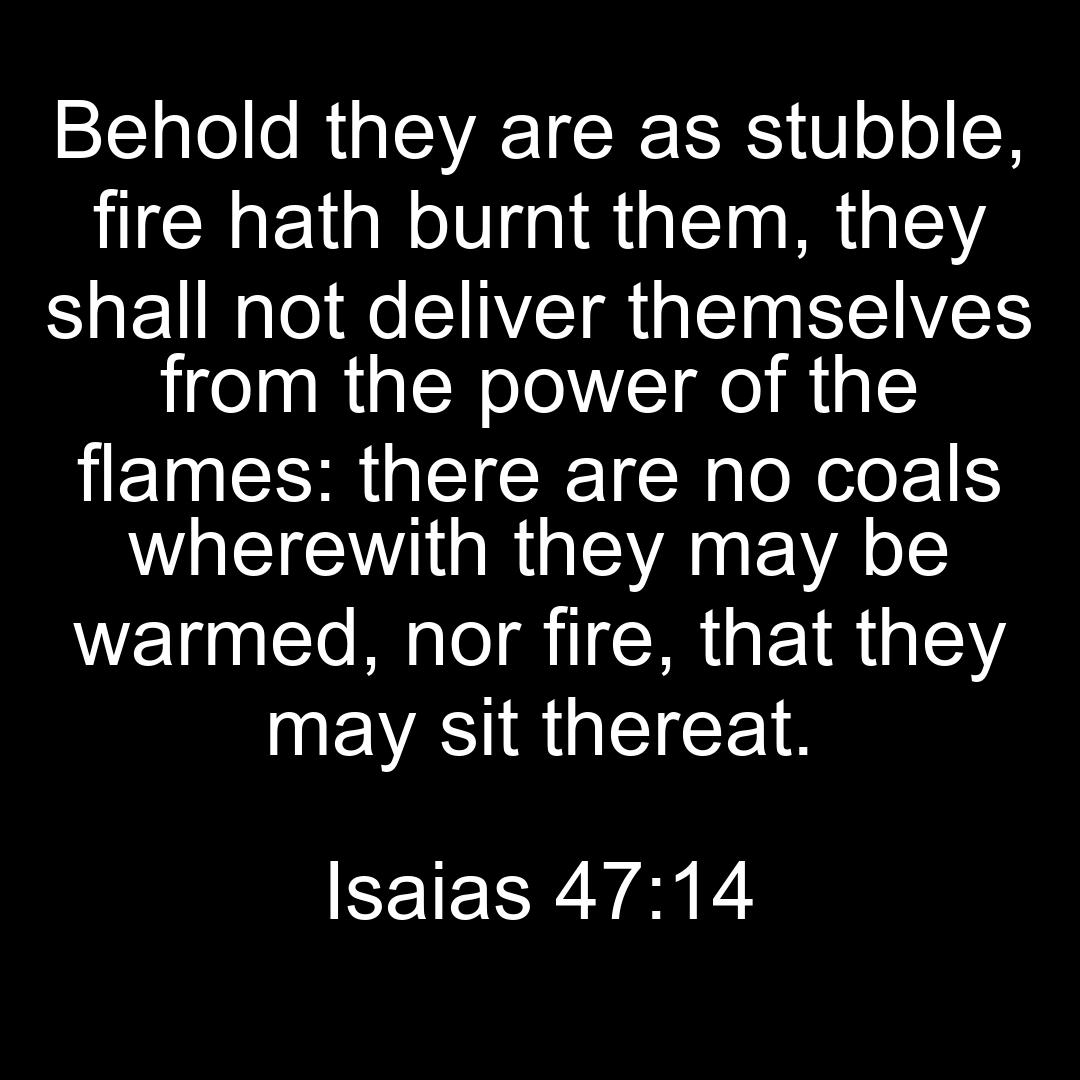 Behold they are as stubble,
fire hath burnt them, they
shall not deliver themselves
from the power of the
flames: there are no coals
wherewith they may be
warmed, nor fire, that they
may sit thereat.
Isaias 47:14